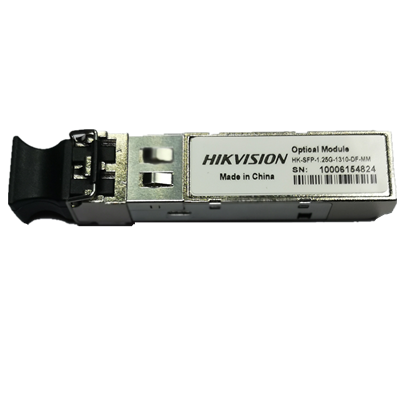 HIKVISION
Made in China
Optical Module
HK-SFP-1.25G-1310-DF-MM
SN: 10006154824